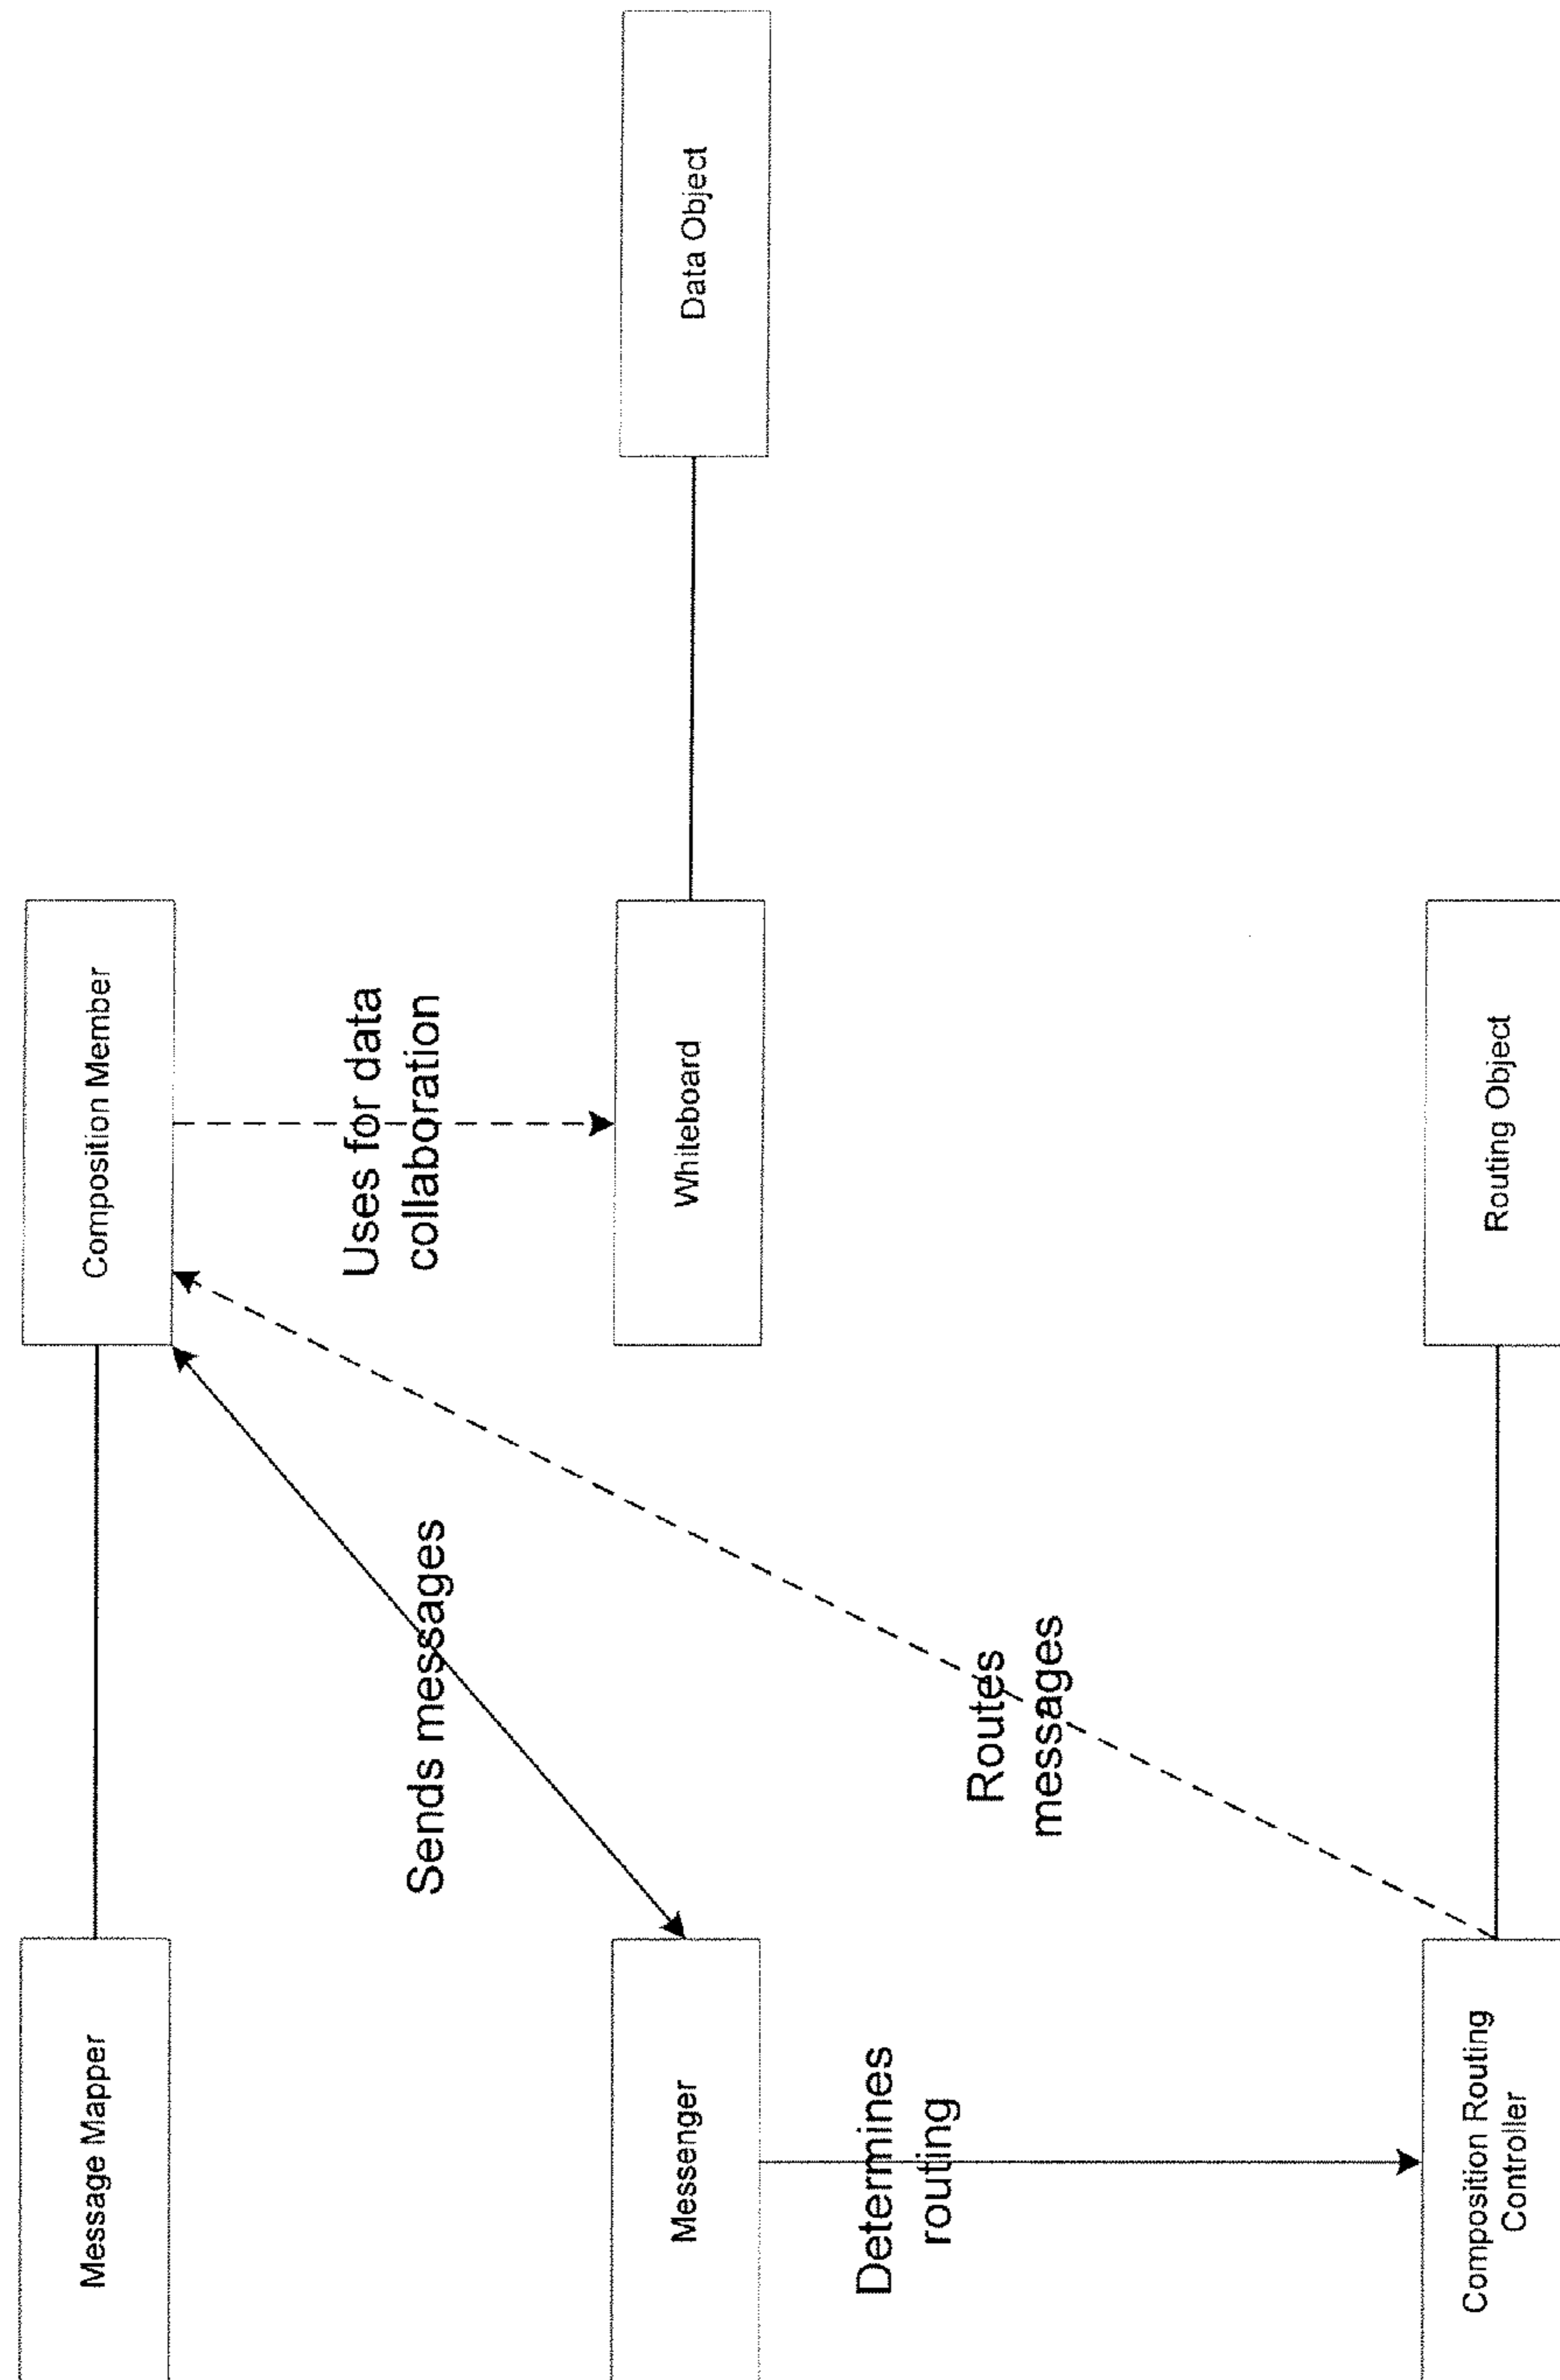 Message Mapper
Composition Member
Sends messages
Uses for data
collaboration
Messenger
Whiteboard
Data Object
Determines
routing
Routes
messages
Composition Routing
Controller
Routing Object